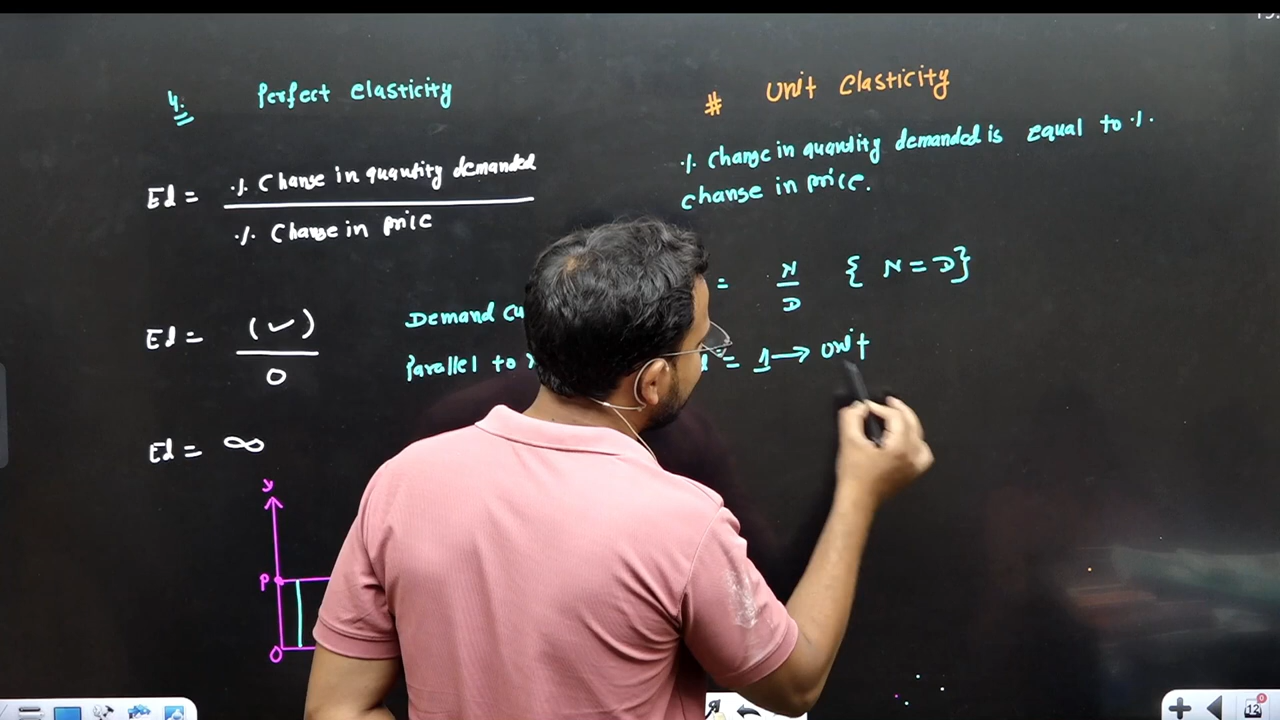 4. Perfect elasticity
Ed = % Change in quantity demanded
% Change in price
Ed = (✓)
0
Demand
Parallel to
Ed = ∞
y
P
O
# Unit Elasticity
% Change in quantity demanded is equal to %
change in price.
= N { N = D }
D
= 1 → Unit
12